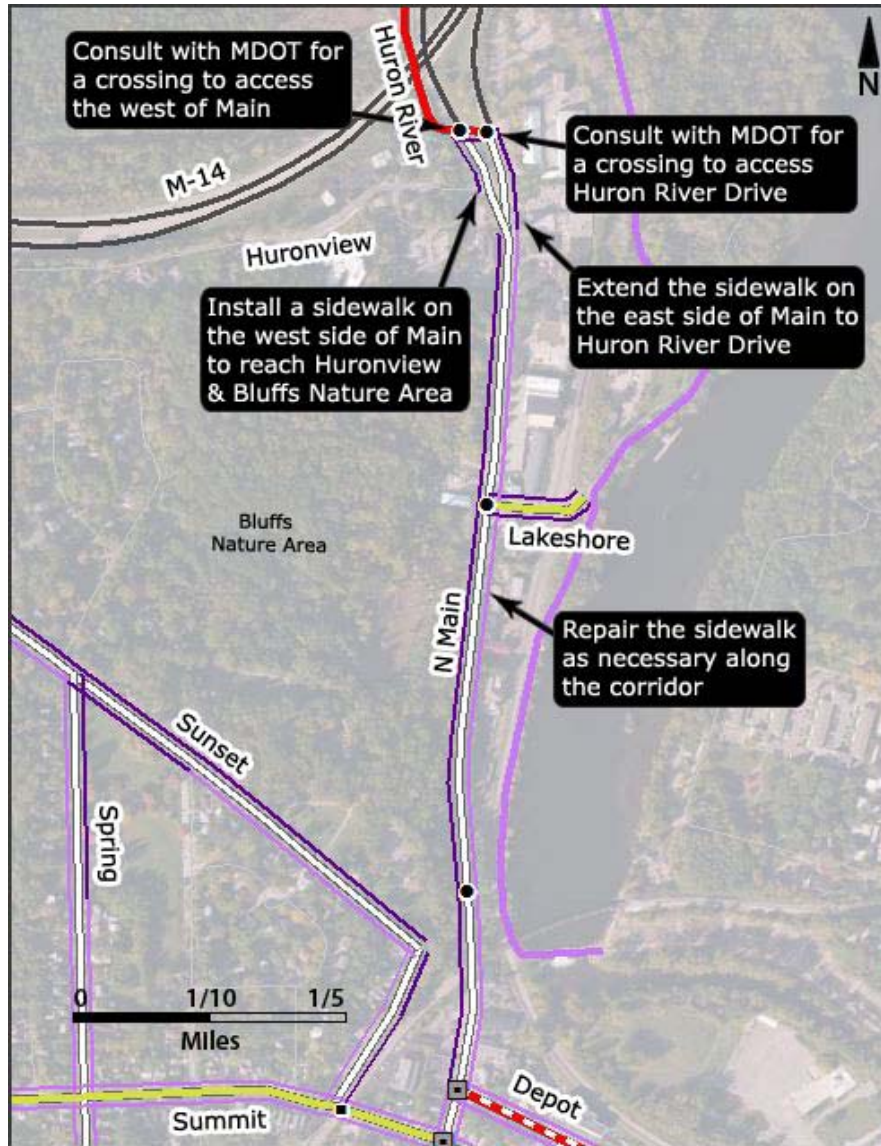 Consult with MDOT for
a crossing to access
the west of Main
Huron River
N
Consult with MDOT for
a crossing to access
Huron River Drive
M-14
Huronview
Install a sidewalk on
the west side of Main
to reach Huronview
& Bluffs Nature Area
Extend the sidewalk on
the east side of Main to
Huron River Drive
Bluffs
Nature Area
Lakeshore
N Main
Repair the sidewalk
as necessary along
the corridor
Sunset
Spring
0 1/10 1/5
Miles
Summit
Depot